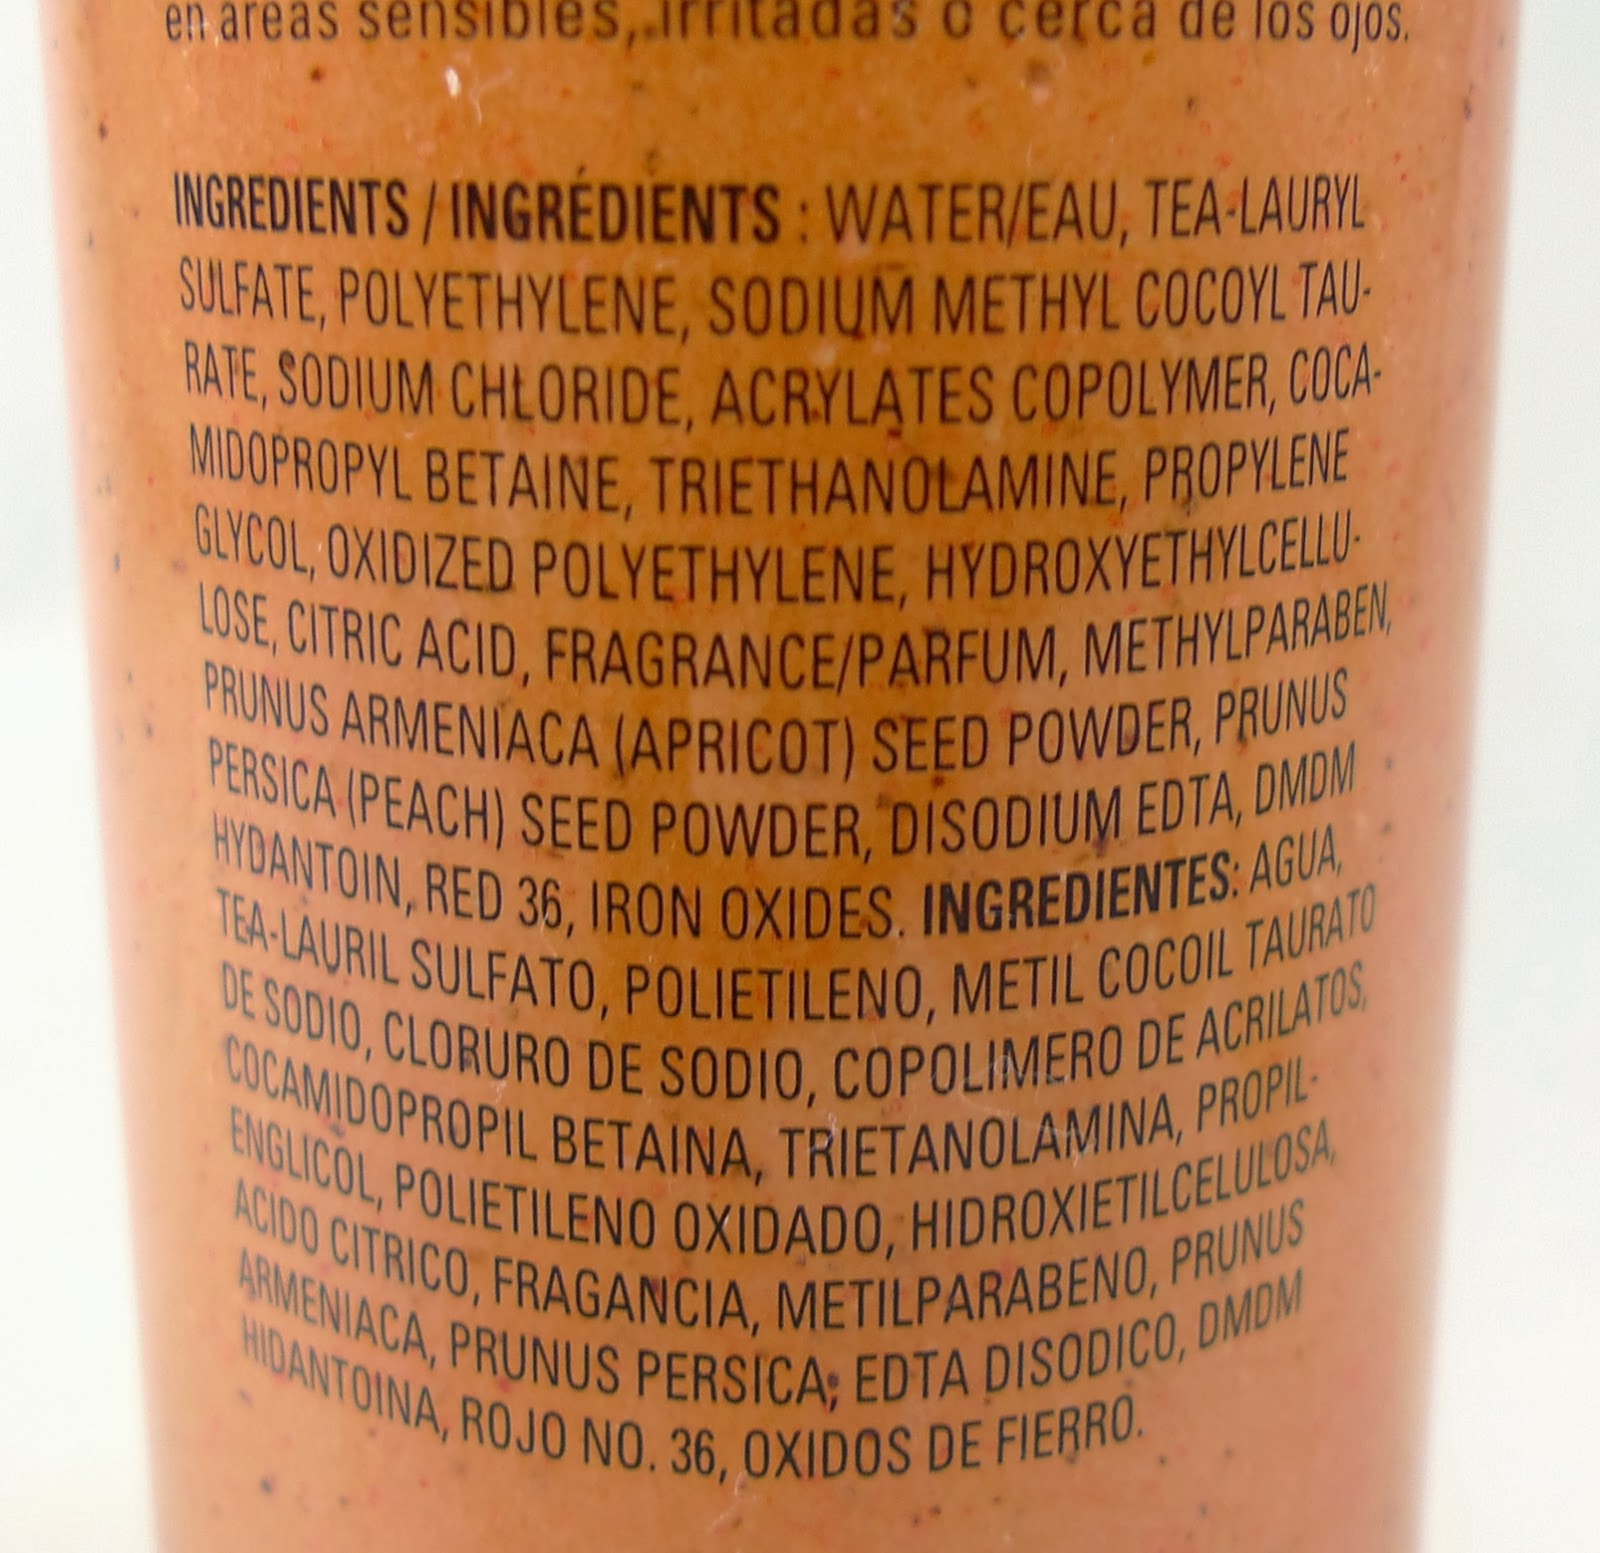 en areas sensibles, irritadas o cerca de los ojos.
INGREDIENTS / INGRÉDIENTS : WATER/EAU, TEA-LAURYL
SULFATE, POLYETHYLENE, SODIUM METHYL COCOYL TAU-
RATE, SODIUM CHLORIDE, ACRYLATES COPOLYMER, COCA-
MIDOPROPYL BETAINE, TRIETHANOLAMINE, PROPYLENE
GLYCOL, OXIDIZED POLYETHYLENE, HYDROXYETHYLCELLU-
LOSE, CITRIC ACID, FRAGRANCE/PARFUM, METHYLPARABEN,
PRUNUS ARMENIACA (APRICOT) SEED POWDER, PRUNUS
PERSICA (PEACH) SEED POWDER, DISODIUM EDTA, DMDM
HYDANTOIN, RED 36, IRON OXIDES. INGREDIENTES: AGUA,
TEA-LAURIL SULFATO, POLIETILENO, METIL COCOIL TAURATO
DE SODIO, CLORURO DE SODIO, COPOLIMERO DE ACRILATOS,
COCAMIDOPROPIL BETAINA, TRIETANOLAMINA, PROPIL-
ENGLICOL, POLIETILENO OXIDADO, HIDROXIETILCELULOSA,
ACIDO CITRICO, FRAGANCIA, METILPARABENO, PRUNUS
ARMENIACA, PRUNUS PERSICA, EDTA DISODICO, DMDM
HIDANTOINA, ROJO NO. 36, OXIDOS DE FIERRO.